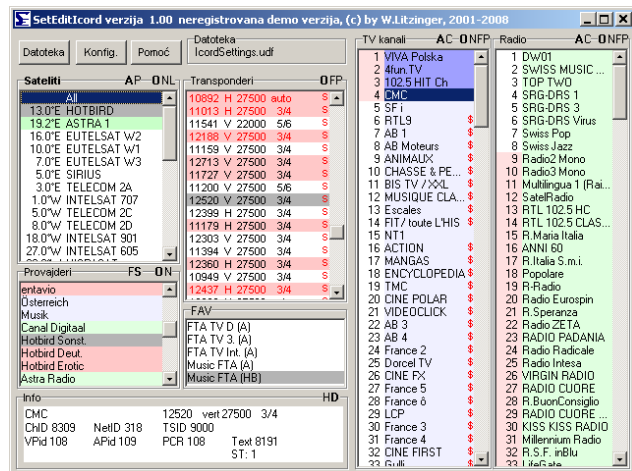 SetEditIcord verzija 1.00 neregistrovana demo verzija, (c) by W.Litzinger, 2001-2008
Datoteka
Konfig.
Pomoć
Datoteka
IcordSettings.udf
Sateliti AP ONL
All
13.0°E HOTBIRD
19.2°E ASTRA 1
16.0°E EUTELSAT W2
10.0°E EUTELSAT W1
7.0°E EUTELSAT W3
5.0°E SIRIUS
3.0°E TELECOM 2A
1.0°W INTELSAT 707
5.0°W TELECOM 2C
8.0°W TELECOM 2D
18.0°W INTELSAT 901
27.0°W INTELSAT 605
Transponderi OFP
10892 H 27500 auto S
11013 H 27500 3/4 S
11541 V 22000 5/6 S
12188 V 27500 3/4 S
11159 V 27500 3/4 S
12713 V 27500 3/4 S
11727 V 27500 3/4 S
11200 V 27500 5/6 S
12520 V 27500 3/4 S
12399 H 27500 3/4 S
11179 H 27500 3/4 S
12303 V 27500 3/4 S
11394 V 27500 3/4 S
12360 H 27500 3/4 S
10949 V 27500 3/4 S
12437 H 27500 3/4 S
Provajderi FS ON
entavio
Österreich
Musik
Canal Digitaal
Hotbird Sonst.
Hotbird Deut.
Hotbird Erotic
Astra Radio
FAV
FTA TV D (A)
FTA TV 3. (A)
FTA TV Int. (A)
Music FTA (A)
Music FTA (HB)
Info HD
CMC 12520 vert 27500 3/4
ChID 8309 NetID 318 TSID 9000
VPid 108 APid 109 PCR 108 Text 8191
ST: 1
TV kanali AC ONFP
1 VIVA Polska
2 4fun.TV
3 102.5 HIT Ch
4 CMC
5 SF i
6 RTL9 $
7 AB 1 $
8 AB Moteurs $
9 ANIMAUX $
10 CHASSE & PE... $
11 BIS TV / XXL $
12 MUSIQUE CLA... $
13 Escales $
14 FIT/ toute L'HIS $
15 NT1
16 ACTION $
17 MANGAS $
18 ENCYCLOPEDIA $
19 TMC $
20 CINE POLAR $
21 VIDEOCLICK $
22 AB 3 $
23 AB 4 $
24 France 2 $
25 Dorcel TV $
26 CINE FX $
27 France 5 $
28 France ô $
29 LCP $
30 France 3 $
31 France 4 $
32 CINE FIRST $
33 Gulli
Radio AC ONFP
1 DW01
2 SWISS MUSIC ...
3 TOP TWO
4 SRG-DRS 1
5 SRG-DRS 3
6 SRG-DRS Virus
7 Swiss Pop
8 Swiss Jazz
9 Radio2 Mono
10 Radio3 Mono
11 Multilingua 1 (Rai...
12 SatelRadio
13 RTL 102.5 HC
14 RTL 102.5 CLAS...
15 R.Maria Italia
16 ANNI 60
17 R.Italia S.m.i.
18 Popolare
19 R-Radio
20 Radio Eurospin
21 R.Speranza
22 Radio ZETA
23 RADIO PADANIA
24 Radio Radicale
25 Radio Intesa
26 VIRGIN RADIO
27 RADIO CUORE
28 R.BuonConsiglio
29 RADIO CUORE ...
30 KISS KISS RADIO
31 Millennium Radio
32 R.S.F. inBlu
33 LifeGate